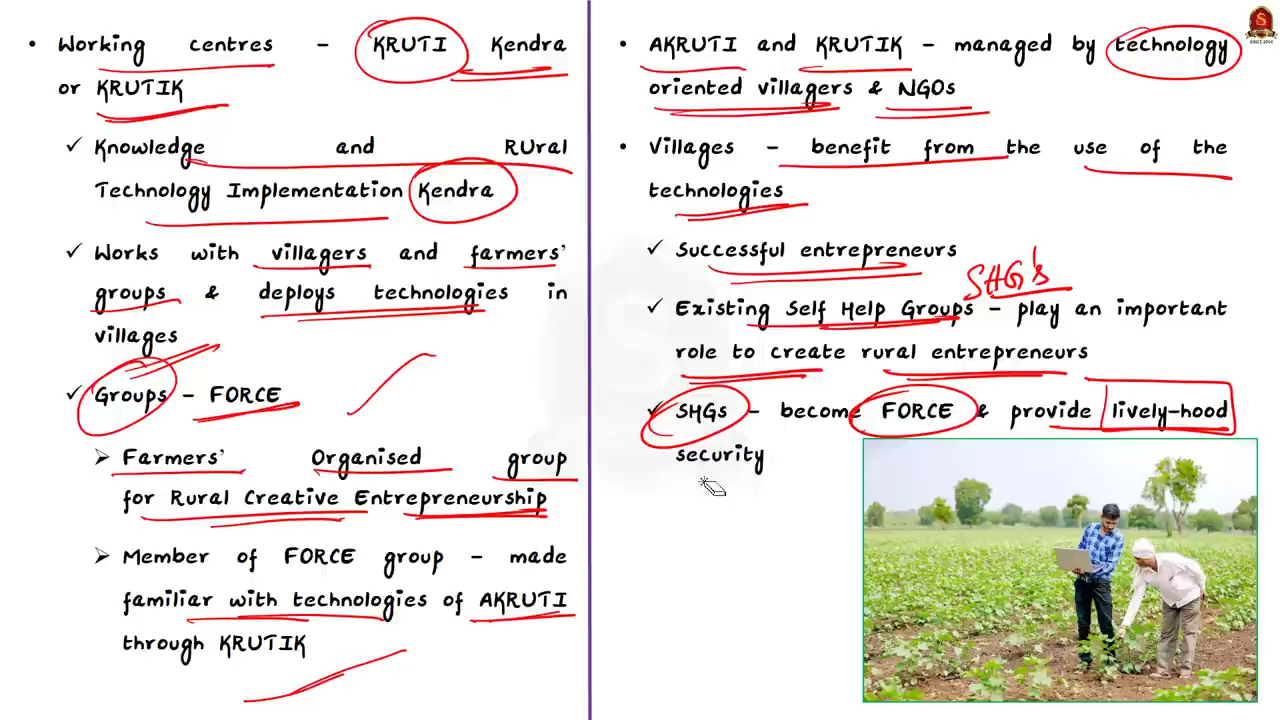 • Working centres - KRUTI Kendra
or KRUTIK
✓ Knowledge and RUral
Technology Implementation Kendra
✓ Works with villagers and farmers'
groups & deploys technologies in
villages
✓ Groups - FORCE
➢ Farmers' Organised group
for Rural Creative Entrepreneurship
➢ Member of FORCE group - made
familiar with technologies of AKRUTI
through KRUTIK
• AKRUTI and KRUTIK - managed by technology
oriented villagers & NGOs
• Villages - benefit from the use of the
technologies
✓ Successful entrepreneurs
SHG's
✓ Existing Self Help Groups - play an important
role to create rural entrepreneurs
✓ SHGs - become FORCE & provide lively-hood
security
S
SINCE 2004